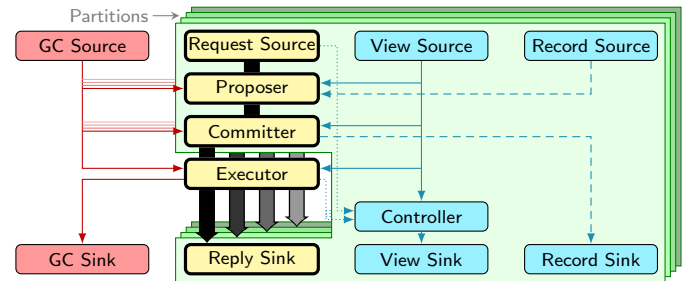 Partitions
GC Source
Request Source
View Source
Record Source
Proposer
Committer
Executor
Controller
GC Sink
Reply Sink
View Sink
Record Sink